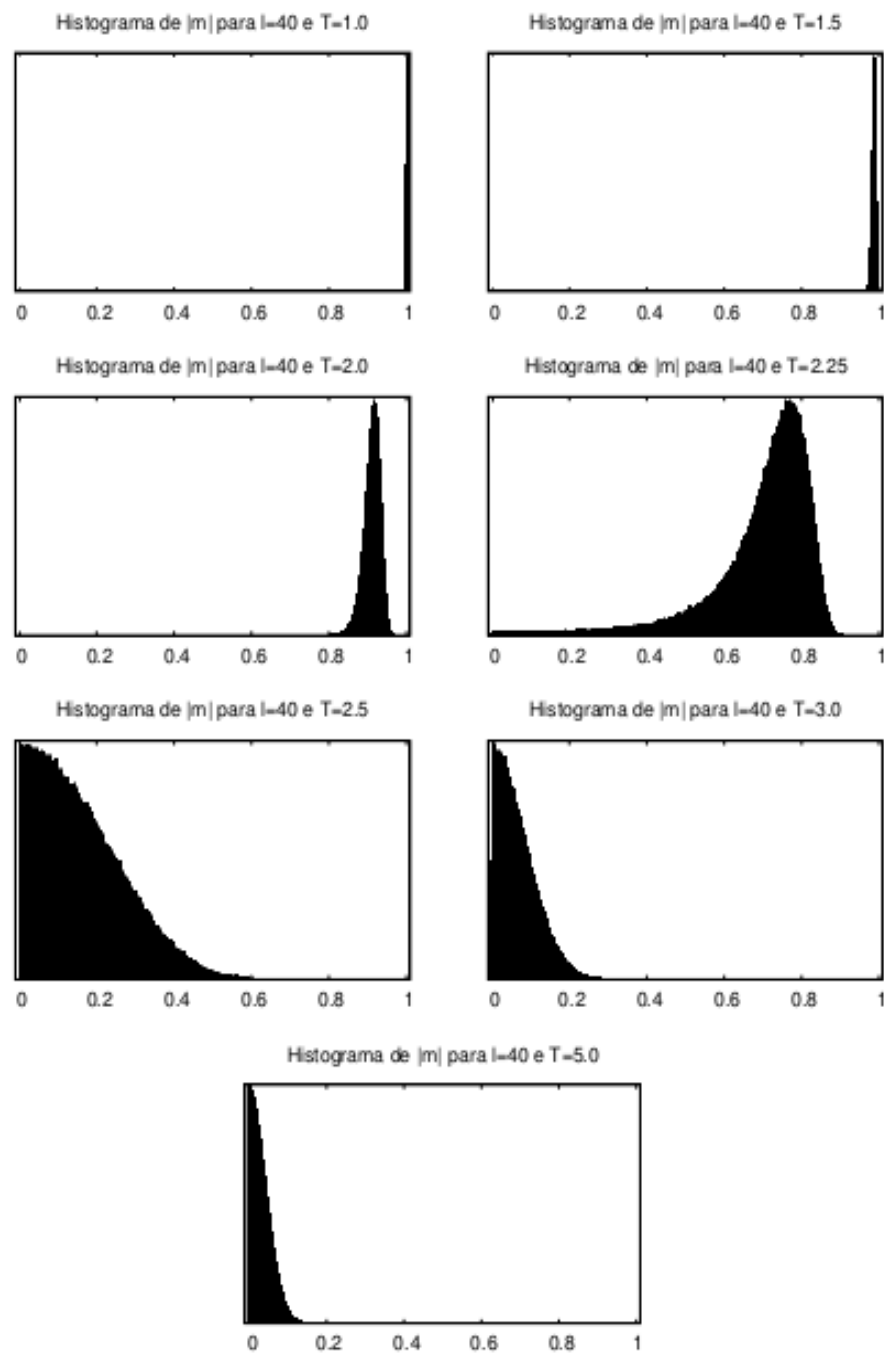 Histograma de |m| para l=40 e T=1.0
0 0.2 0.4 0.6 0.8 1
Histograma de |m| para l=40 e T=1.5
0 0.2 0.4 0.6 0.8 1
Histograma de |m| para l=40 e T=2.0
0 0.2 0.4 0.6 0.8 1
Histograma de |m| para l=40 e T=2.25
0 0.2 0.4 0.6 0.8 1
Histograma de |m| para l=40 e T=2.5
0 0.2 0.4 0.6 0.8 1
Histograma de |m| para l=40 e T=3.0
0 0.2 0.4 0.6 0.8 1
Histograma de |m| para l=40 e T=5.0
0 0.2 0.4 0.6 0.8 1